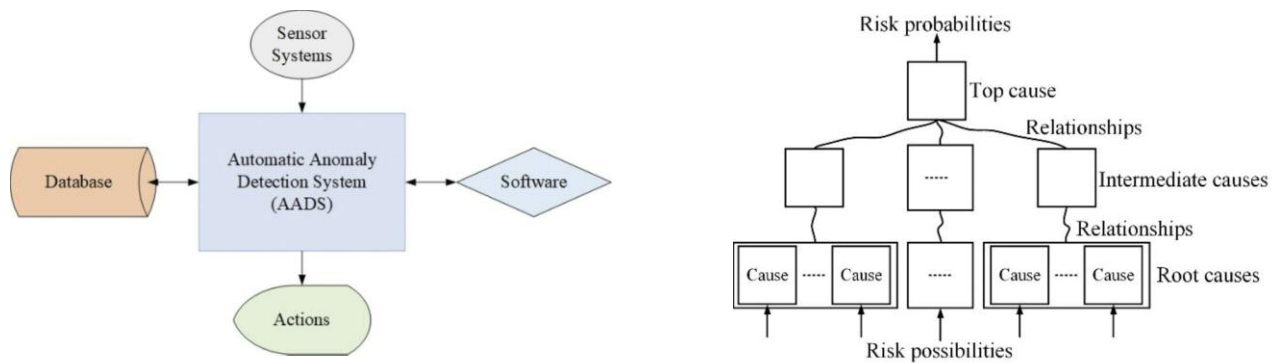 Sensor
Systems
Automatic Anomaly
Detection System
(AADS)
Database
Software
Actions
Risk probabilities
Top cause
Relationships
-----
Intermediate causes
Relationships
Cause ----- Cause
-----
Cause ----- Cause
Root causes
Risk possibilities